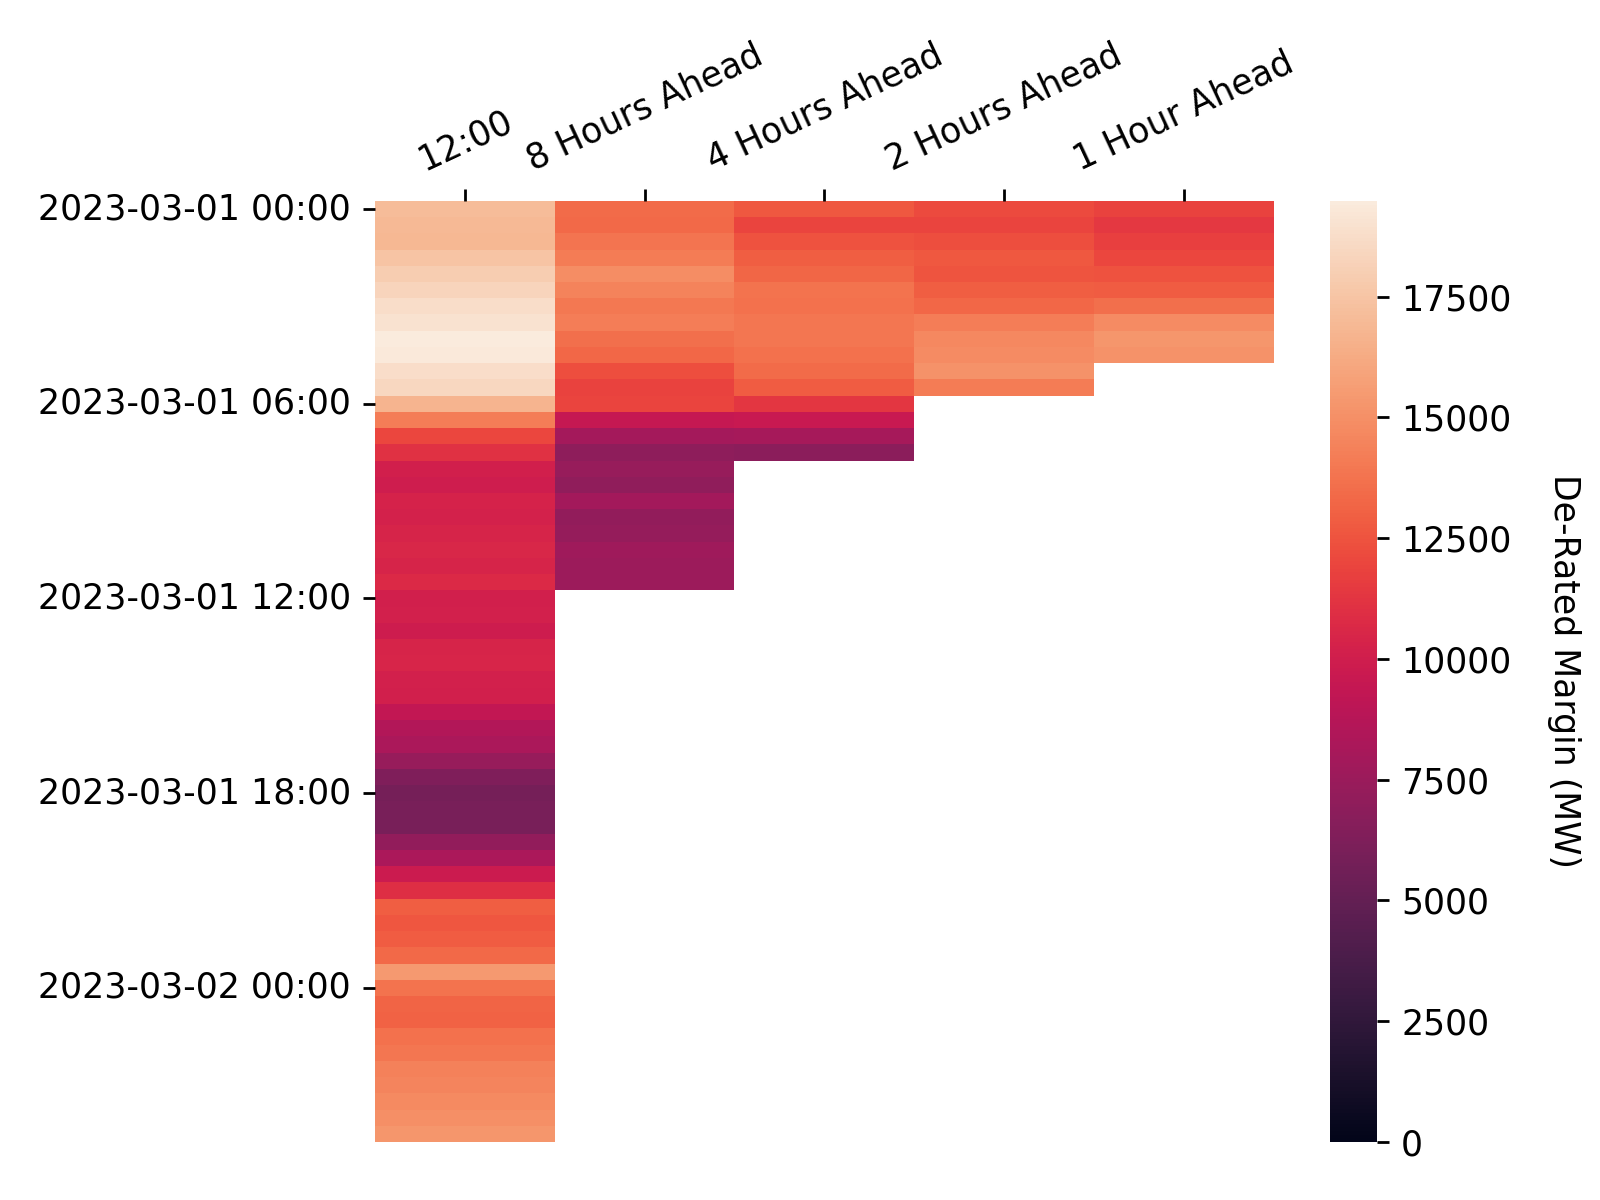 12:00
8 Hours Ahead
4 Hours Ahead
2 Hours Ahead
1 Hour Ahead
2023-03-01 00:00
2023-03-01 06:00
2023-03-01 12:00
2023-03-01 18:00
2023-03-02 00:00
17500
15000
12500
10000
7500
5000
2500
0
De-Rated Margin (MW)